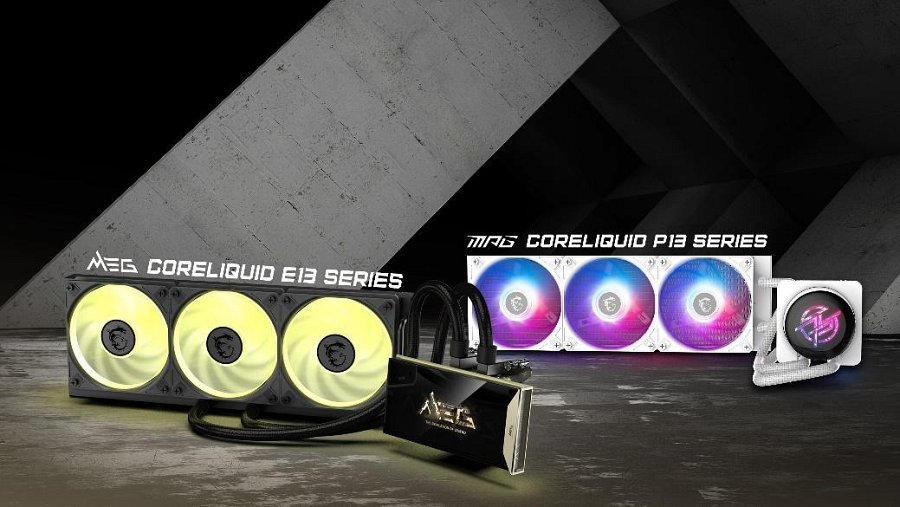 MEG CORELIQUID E13 SERIES
MPG CORELIQUID P13 SERIES
MEG